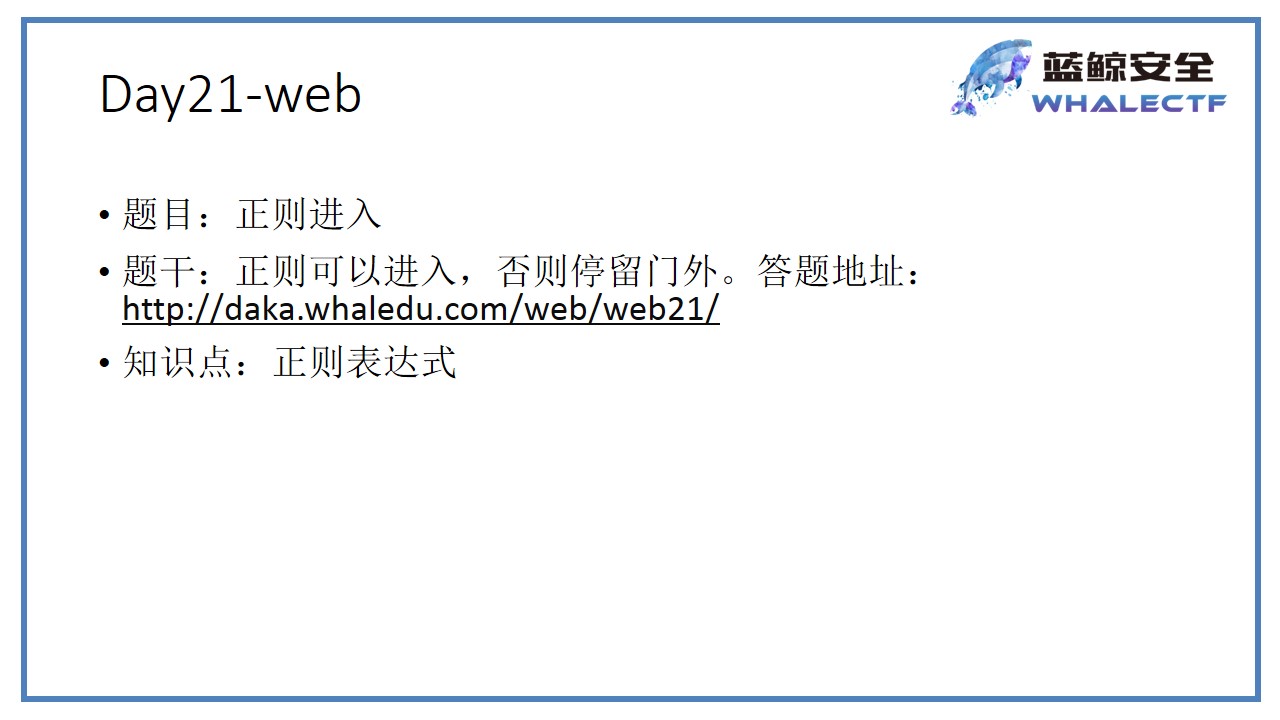 Day21-web
蓝鲸安全
WHALECTF
• 题目：正则进入
• 题干：正则可以进入，否则停留门外。答题地址：
http://daka.whaledu.com/web/web21/
• 知识点：正则表达式